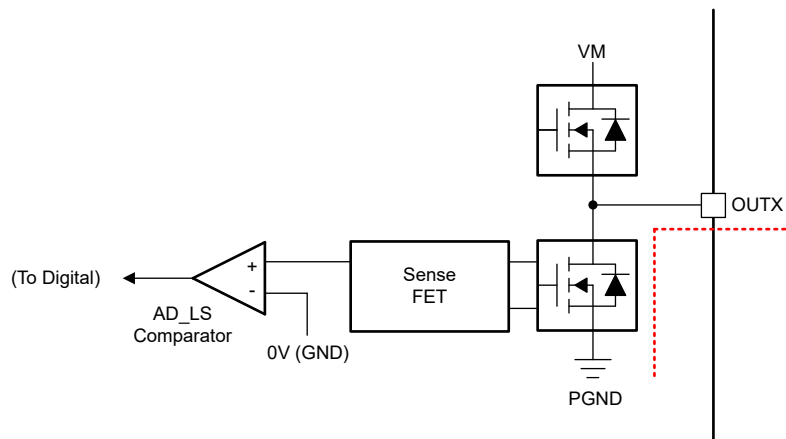 VM
OUTX
+
-
Sense
FET
(To Digital)
AD_LS
Comparator
0V (GND)
PGND